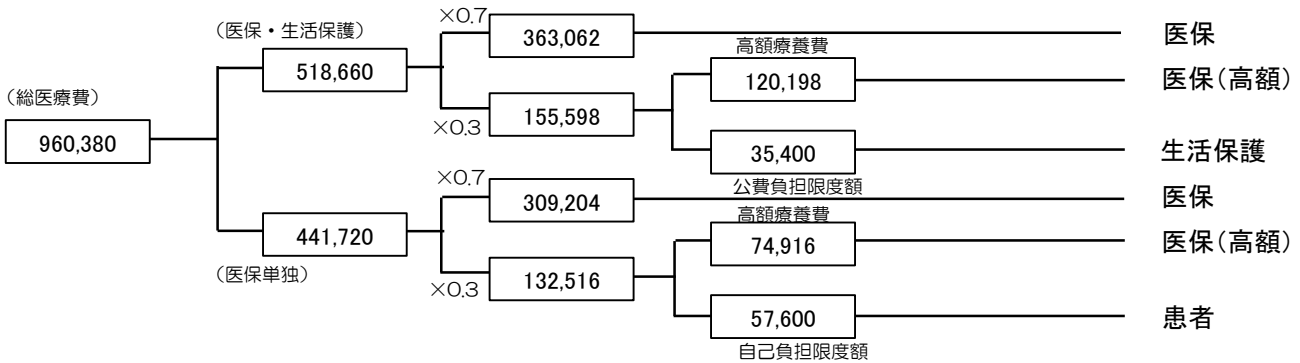 (総医療費)
960,380
(医保・生活保護)
518,660
×0.7
363,062
医保
×0.3
155,598
高額療養費
120,198
医保(高額)
35,400
公費負担限度額
生活保護
441,720
(医保単独)
×0.7
309,204
医保
×0.3
132,516
高額療養費
74,916
医保(高額)
57,600
自己負担限度額
患者